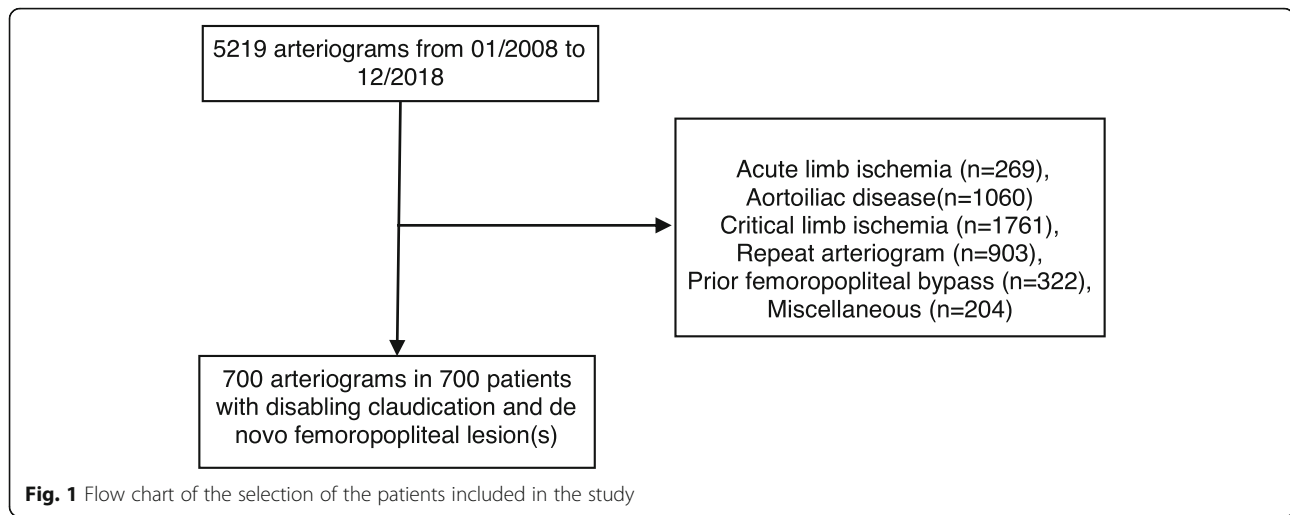 5219 arteriograms from 01/2008 to
12/2018
Acute limb ischemia (n=269),
Aortoiliac disease(n=1060)
Critical limb ischemia (n=1761),
Repeat arteriogram (n=903),
Prior femoropopliteal bypass (n=322),
Miscellaneous (n=204)
700 arteriograms in 700 patients
with disabling claudication and de
novo femoropopliteal lesion(s)
Fig. 1 Flow chart of the selection of the patients included in the study